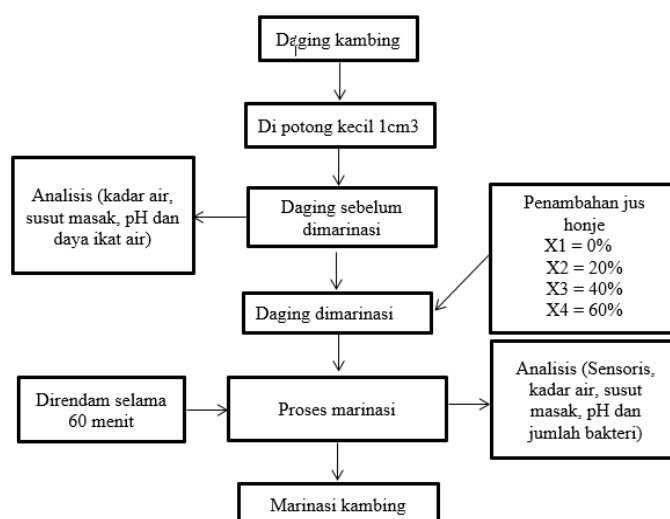 Daging kambing
Di potong kecil 1cm3
Analisis (kadar air,
susut masak, pH dan
daya ikat air)
Daging sebelum
dimarinasi
Penambahan jus
honje
X1 = 0%
X2 = 20%
X3 = 40%
X4 = 60%
Daging dimarinasi
Direndam selama
60 menit
Proses marinasi
Analisis (Sensoris,
kadar air, susut
masak, pH dan
jumlah bakteri)
Marinasi kambing